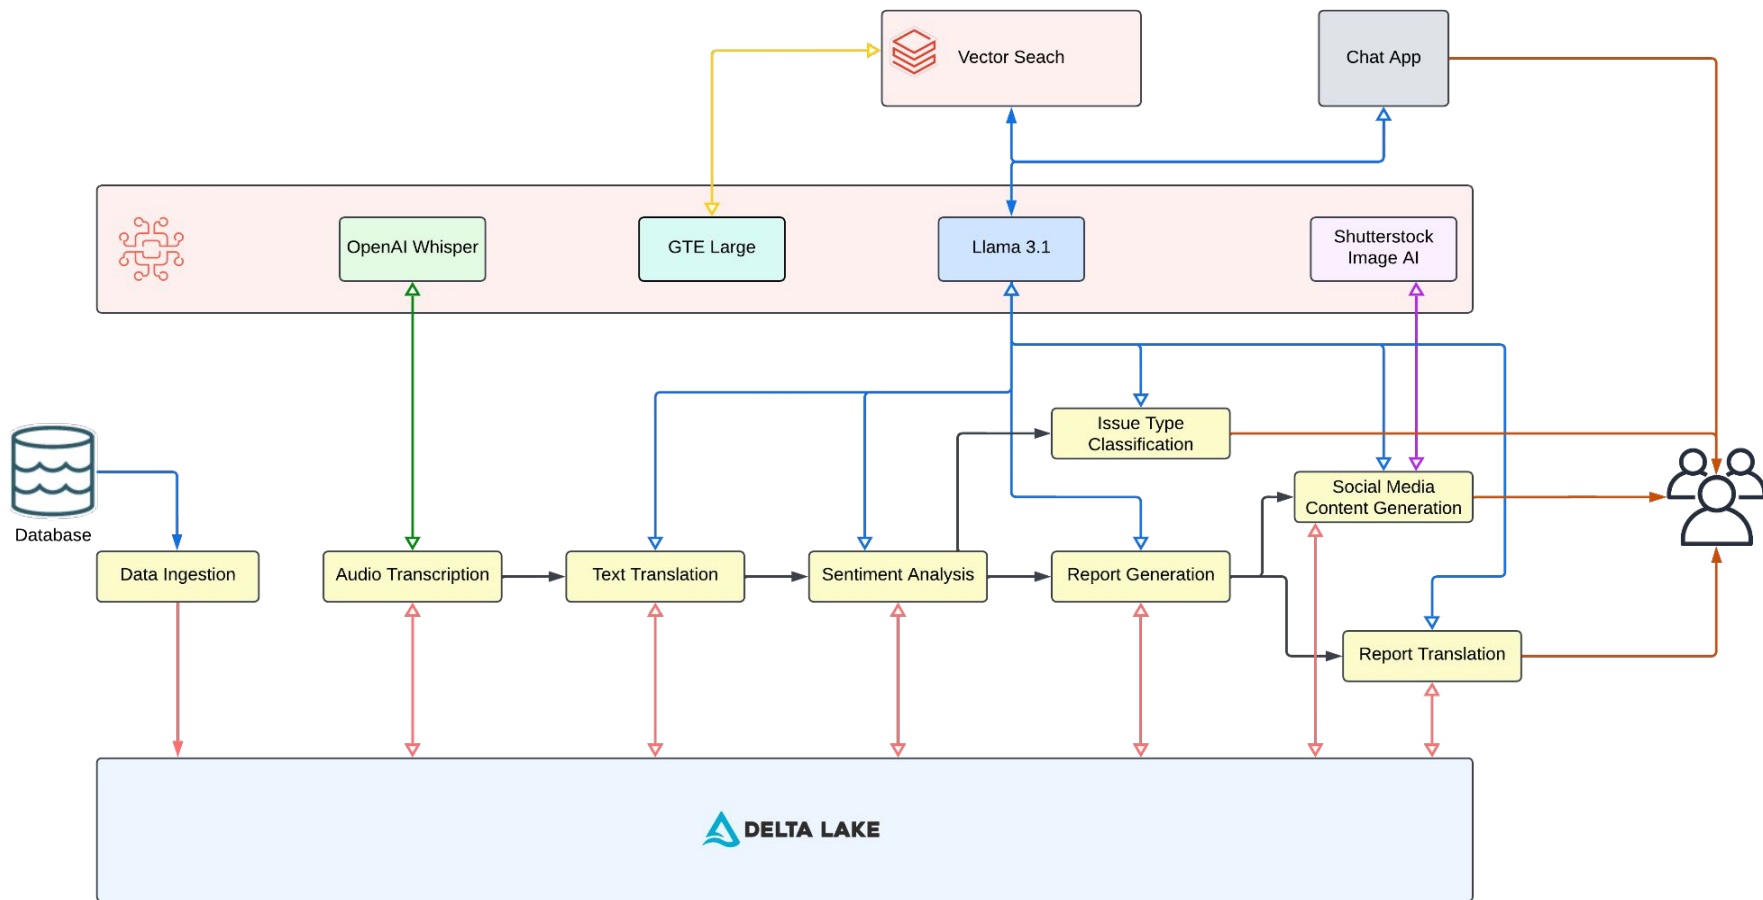 Vector Seach
Chat App
OpenAI Whisper
GTE Large
Llama 3.1
Shutterstock
Image AI
Issue Type
Classification
Social Media
Content Generation
Database
Data Ingestion
Audio Transcription
Text Translation
Sentiment Analysis
Report Generation
Report Translation
DELTA LAKE